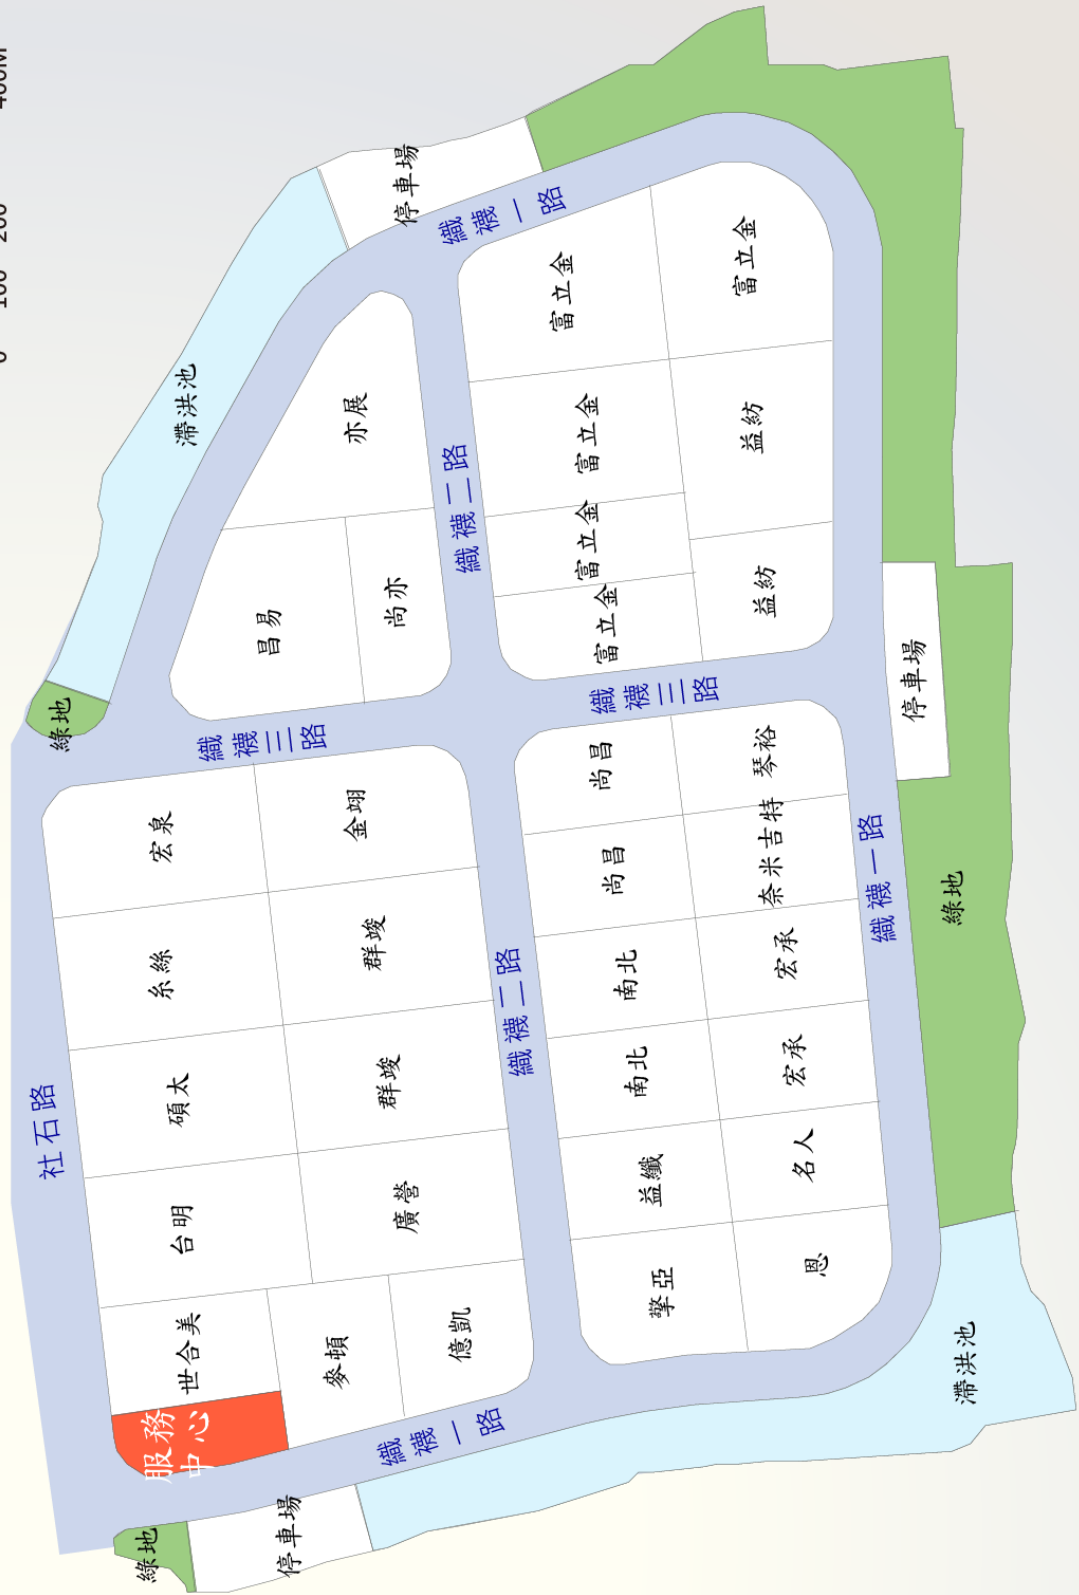 0 100 200 400M
社石路
綠地
綠地
服務
中心
世合美
台明
碩太
糸絲
宏泉
織襪三路
昌易
滯洪池
停車場
麥頓
億凱
廣營
群竣
群竣
金翊
尚亦
亦展
停車場
織襪一路
織襪二路
織襪二路
織襪一路
擎亞
益纖
南北
南北
尚昌
尚昌
織襪三路
富立金
富立金
富立金
富立金
恩
名人
宏承
宏承
奈米吉特
琴裕
益紡
益紡
富立金
織襪一路
停車場
滯洪池
綠地